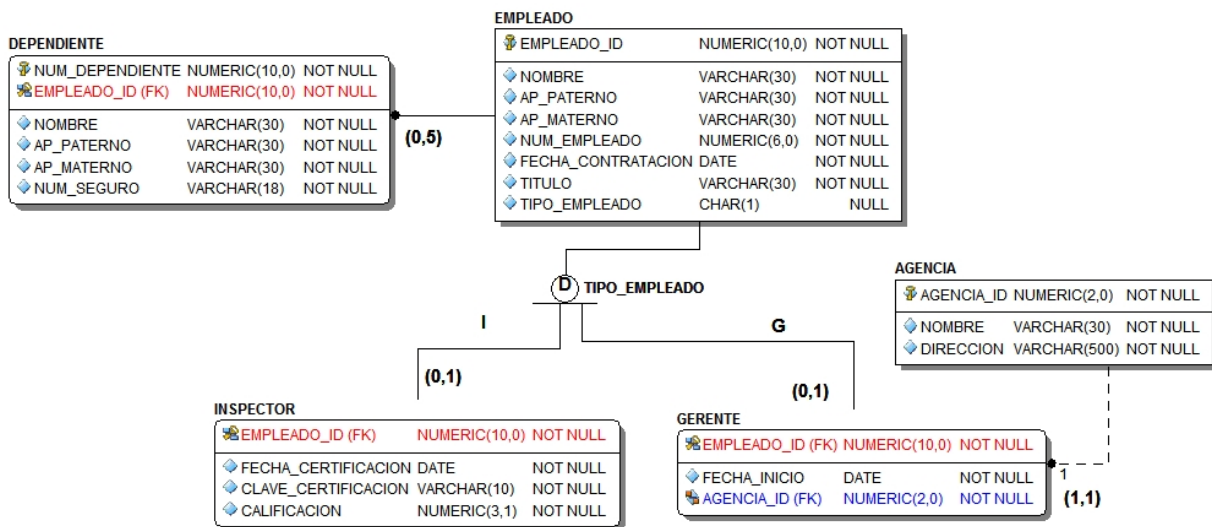 EMPLEADO
EMPLEADO_ID NUMERIC(10,0) NOT NULL
NOMBRE VARCHAR(30) NOT NULL
AP_PATERNO VARCHAR(30) NOT NULL
AP_MATERNO VARCHAR(30) NOT NULL
NUM_EMPLEADO NUMERIC(6,0) NOT NULL
FECHA_CONTRATACION DATE NOT NULL
TITULO VARCHAR(30) NOT NULL
TIPO_EMPLEADO CHAR(1) NULL
DEPENDIENTE
NUM_DEPENDIENTE NUMERIC(10,0) NOT NULL
EMPLEADO_ID (FK) NUMERIC(10,0) NOT NULL
NOMBRE VARCHAR(30) NOT NULL
AP_PATERNO VARCHAR(30) NOT NULL
AP_MATERNO VARCHAR(30) NOT NULL
NUM_SEGURO VARCHAR(18) NOT NULL
(0,5)
D TIPO_EMPLEADO
I
G
(0,1)
(0,1)
AGENCIA
AGENCIA_ID NUMERIC(2,0) NOT NULL
NOMBRE VARCHAR(30) NOT NULL
DIRECCION VARCHAR(500) NOT NULL
INSPECTOR
EMPLEADO_ID (FK) NUMERIC(10,0) NOT NULL
FECHA_CERTIFICACION DATE NOT NULL
CLAVE_CERTIFICACION VARCHAR(10) NOT NULL
CALIFICACION NUMERIC(3,1) NOT NULL
GERENTE
EMPLEADO_ID (FK) NUMERIC(10,0) NOT NULL
FECHA_INICIO DATE NOT NULL
AGENCIA_ID (FK) NUMERIC(2,0) NOT NULL
1
(1,1)